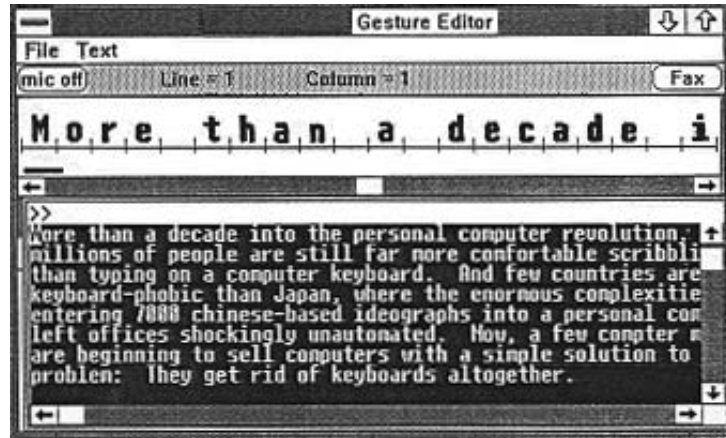 Gesture Editor
File Text
mic off Line = 1 Column = 1 Fax
More than a decade i
>>
More than a decade into the personal computer revolution,
millions of people are still far more comfortable scribbli
than typing on a computer keyboard. And few countries are
keyboard-phobic than Japan, where the enormous complexitie
entering 7000 chinese-based ideographs into a personal com
left offices shockingly unautomated. Now, a few compter m
are beginning to sell computers with a simple solution to
problem: They get rid of keyboards altogether.